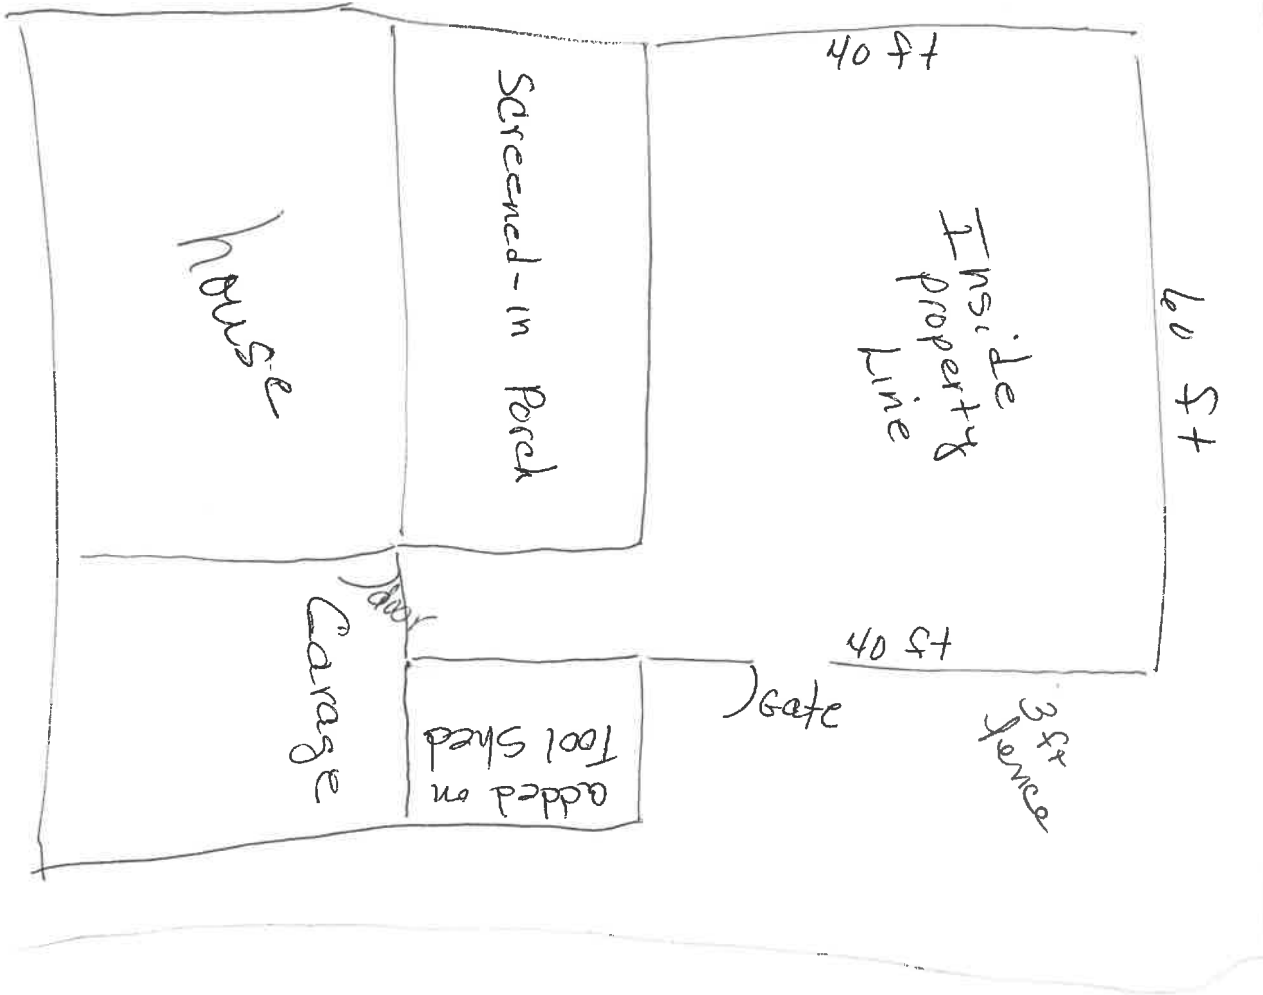 40 ft
Screened-in Porch
house
Inside
property
Line
60 ft
door
Garage
40 ft
Gate
3 ft
fence
added on
Tool Shed